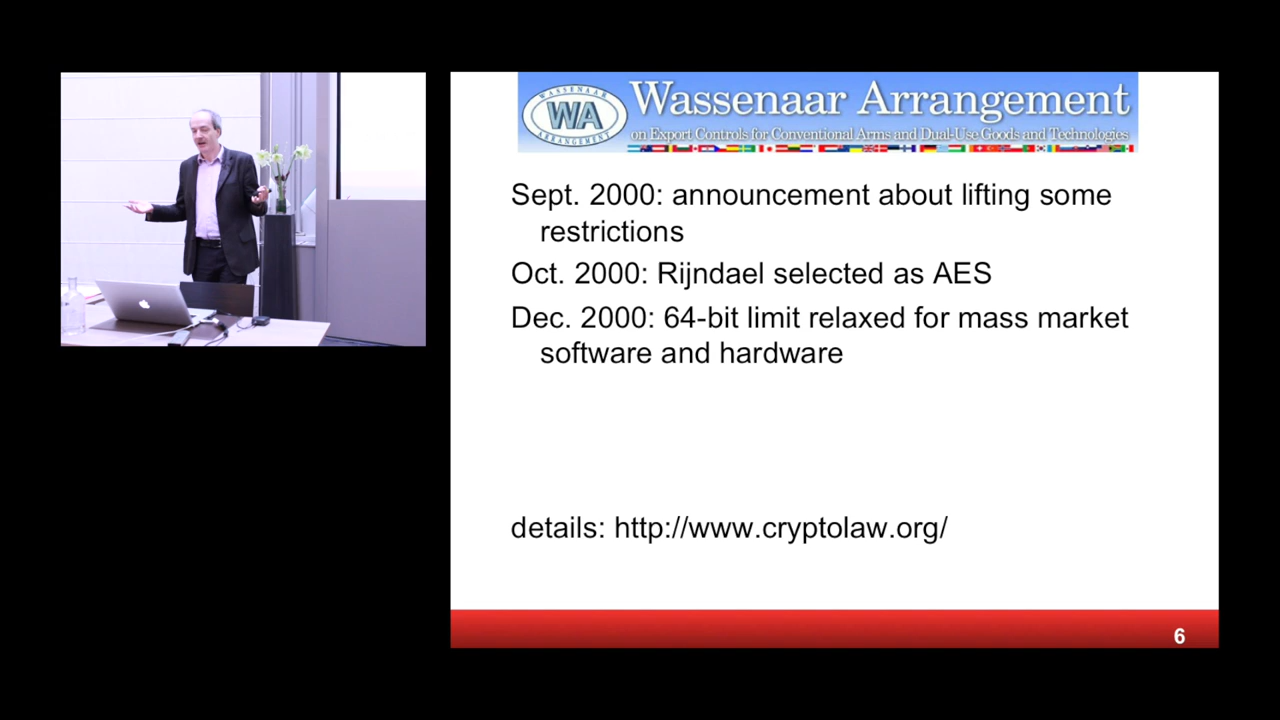 WASSENAAR
WA
ARRANGEMENT
Wassenaar Arrangement
on Export Controls for Conventional Arms and Dual-Use Goods and Technologies
Sept. 2000: announcement about lifting some
restrictions
Oct. 2000: Rijndael selected as AES
Dec. 2000: 64-bit limit relaxed for mass market
software and hardware
details: http://www.cryptolaw.org/
6